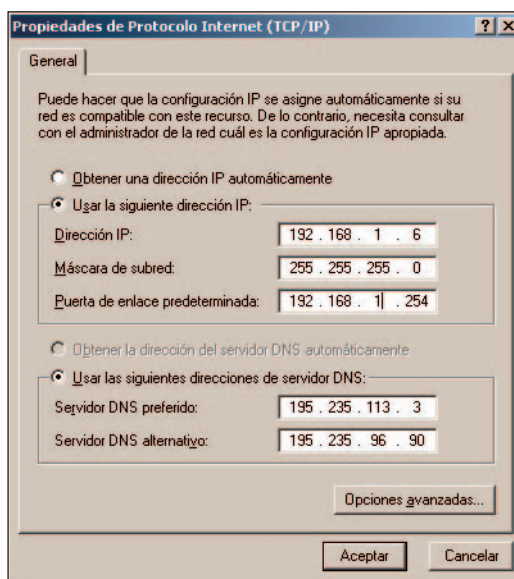 Propiedades de Protocolo Internet (TCP/IP)
General
Puede hacer que la configuración IP se asigne automáticamente si su
red es compatible con este recurso. De lo contrario, necesita consultar
con el administrador de la red cuál es la configuración IP apropiada.
Obtener una dirección IP automáticamente
Usar la siguiente dirección IP:
Dirección IP: 192 . 168 . 1 . 6
Máscara de subred: 255 . 255 . 255 . 0
Puerta de enlace predeterminada: 192 . 168 . 1 . 254
Obtener la dirección del servidor DNS automáticamente
Usar las siguientes direcciones de servidor DNS:
Servidor DNS preferido: 195 . 235 . 113 . 3
Servidor DNS alternativo: 195 . 235 . 96 . 90
Opciones avanzadas...
Aceptar Cancelar